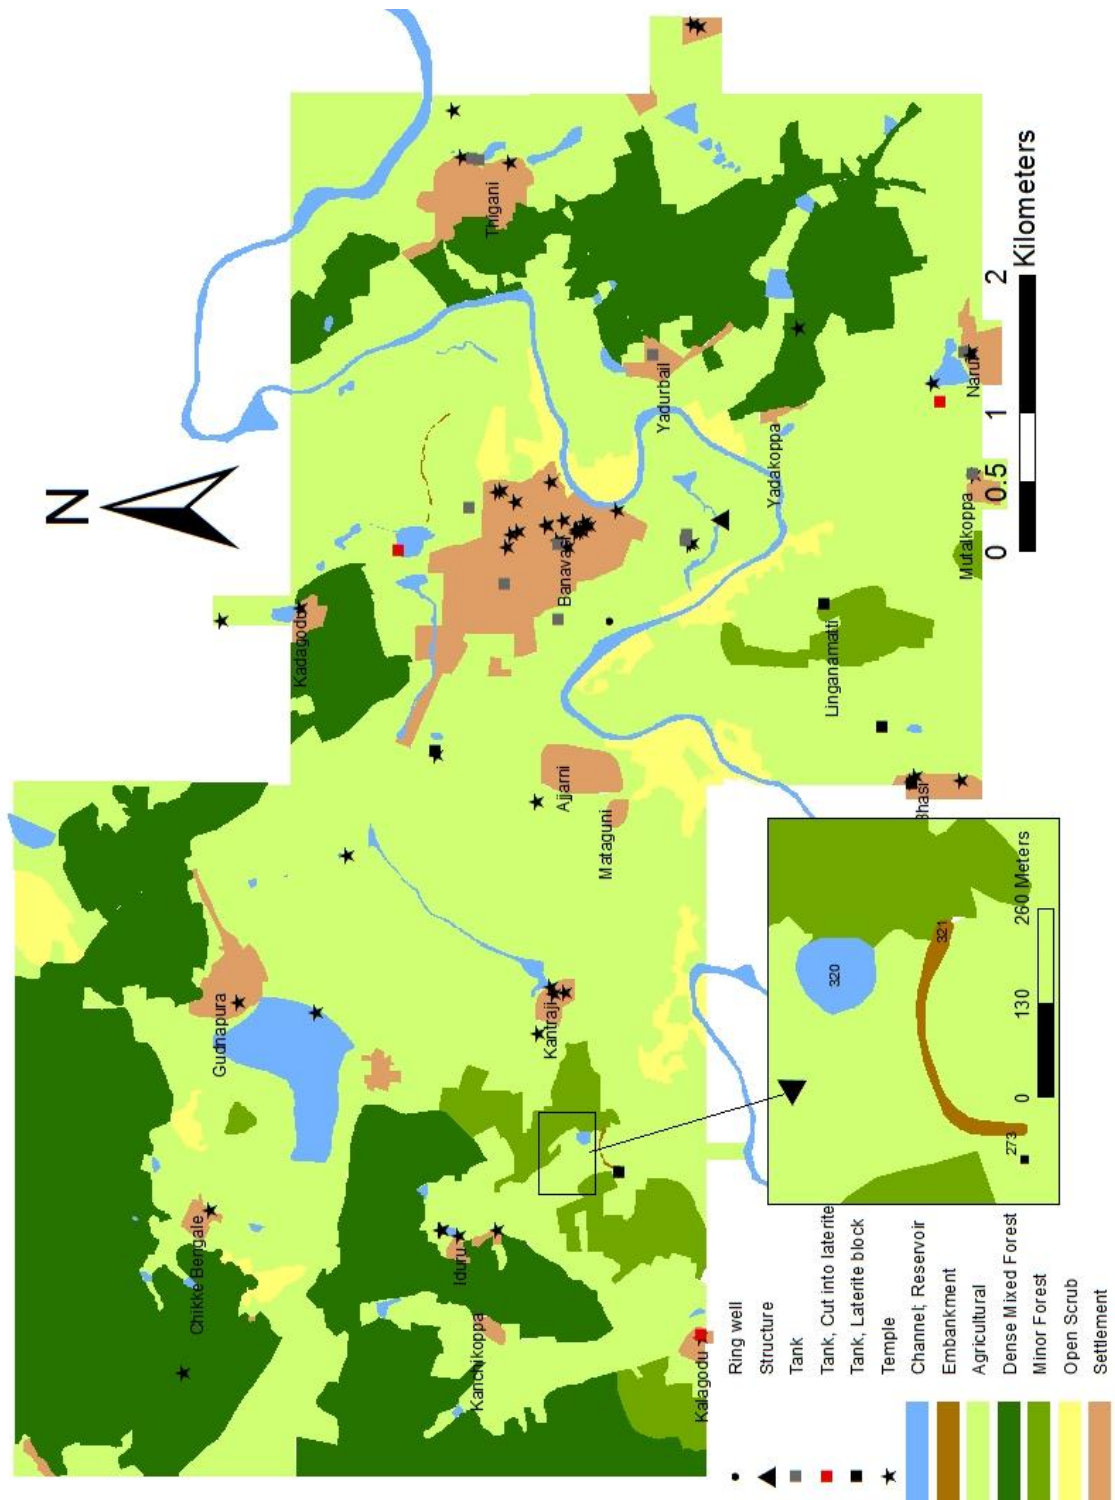 N
Thigani
Kadagodu
Banavasi
Yadurbail
Yadakoppa
Narur
Mutalkoppa
Linganamatti
Ajjarni
Mataguni
Bhasi
Gudnapura
Kantraji
Chikke Bengale
Iduru
Kanchikoppa
Kalagodu
0 0.5 1 2
Kilometers
320
321
273
0 130 260 Meters
Ring well
Structure
Tank
Tank, Cut into laterite
Tank, Laterite block
Temple
Channel, Reservoir
Embankment
Agricultural
Dense Mixed Forest
Minor Forest
Open Scrub
Settlement